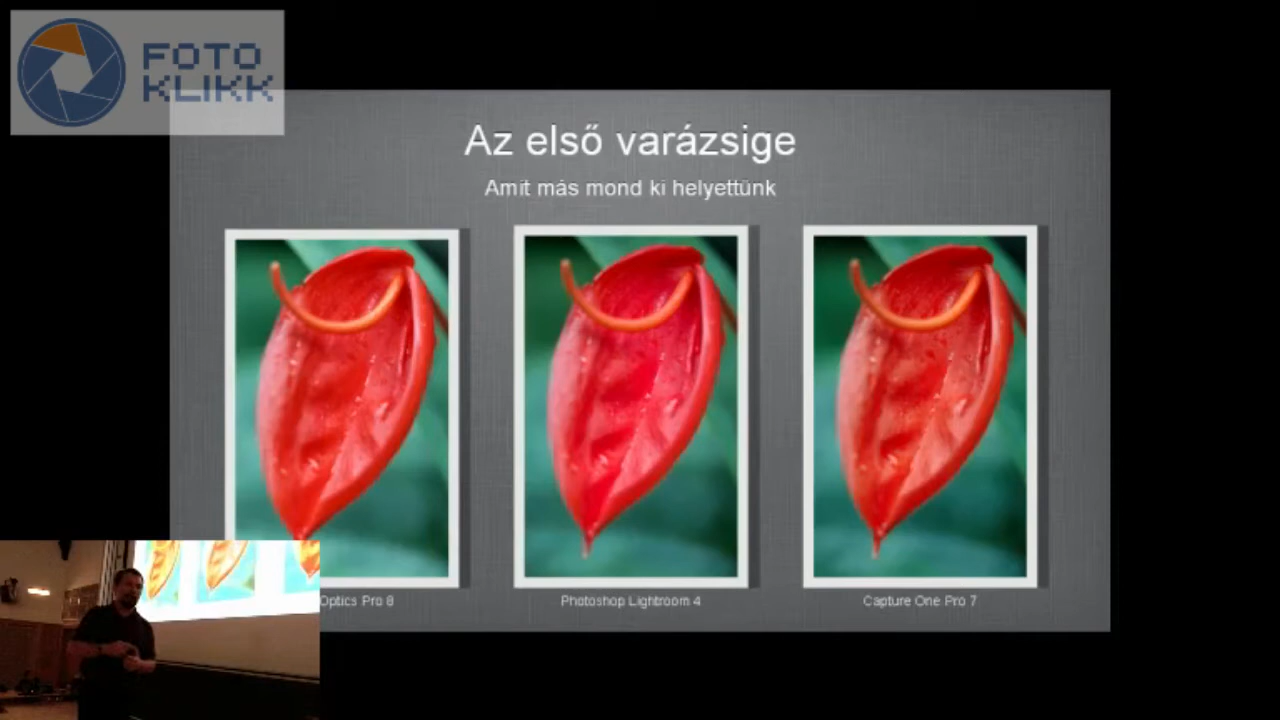 FOTO
KLIKK
Az első varázsige
Amit más mond ki helyettünk
Optics Pro 8
Photoshop Lightroom 4
Capture One Pro 7